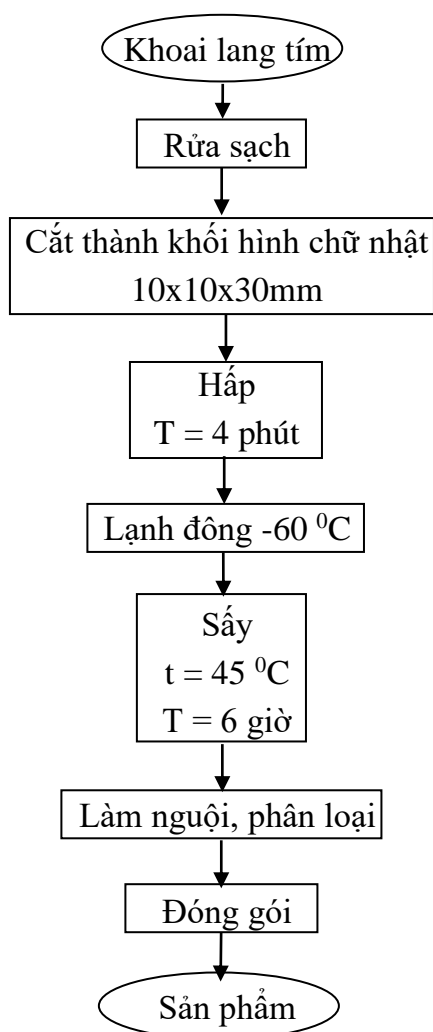 Khoai lang tím
Rửa sạch
Cắt thành khối hình chữ nhật
10x10x30mm
Hấp
T = 4 phút
Lạnh đông -60 ⁰C
Sấy
t = 45 ⁰C
T = 6 giờ
Làm nguội, phân loại
Đóng gói
Sản phẩm